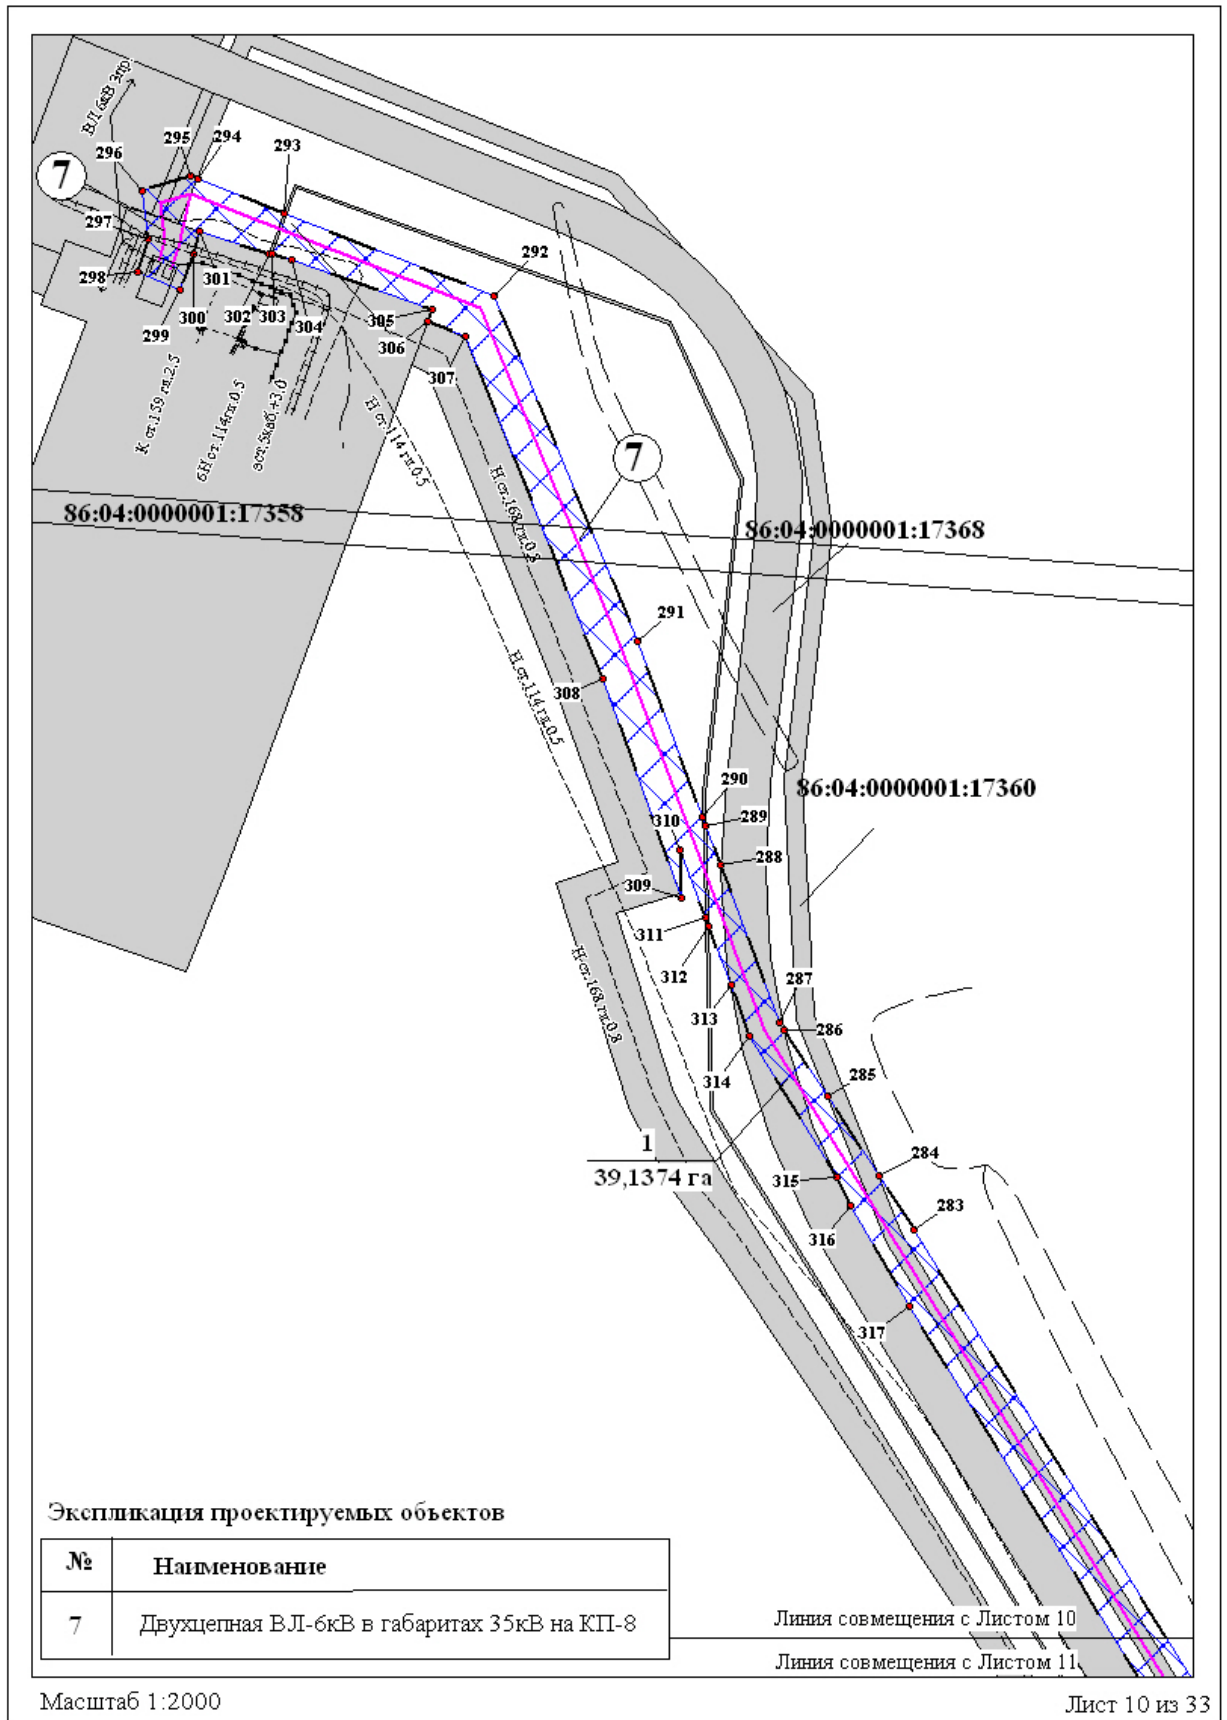 ВЛ 6кВ 3пр.
295
294
293
296
7
297
298
292
301
300
302
303
304
305
306
299
307
К ст.159 гл.2.5
6Н ст.114гл.0.5
эст.5каб.+3.0
Н ст.114 гл.0.5
Н ст.168 гл.0.8
7
86:04:0000001:17358
86:04:0000001:17368
291
308
Н ст.114 гл.0.5
290
86:04:0000001:17360
289
310
288
309
311
312
287
Н ст.168 гл.0.8
313
286
314
285
1
39,1374 га
284
315
283
316
317
Экспликация проектируемых объектов
№ Наименование
7 Двухцепная ВЛ-6кВ в габаритах 35кВ на КП-8
Линия совмещения с Листом 10
Линия совмещения с Листом 11
Масштаб 1:2000
Лист 10 из 33